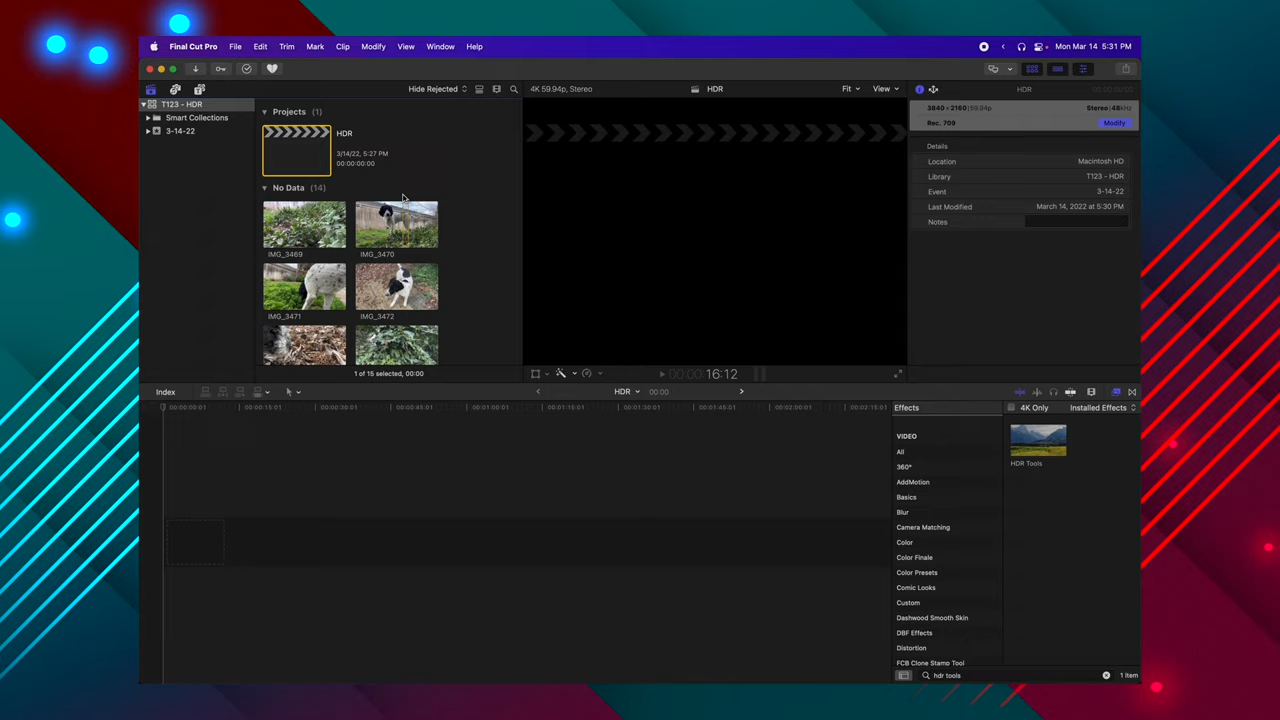 Final Cut Pro File Edit Trim Mark Clip Modify View Window Help Mon Mar 14 5:31 PM
Hide Rejected 4K 59.94p, Stereo HDR Fit View HDR
T123 - HDR
Smart Collections
3-14-22
Projects (1)
HDR
3/14/22, 5:27 PM
00:00:00:00
No Data (14)
IMG_3469 IMG_3470
IMG_3471 IMG_3472
1 of 15 selected, 00:00
00:00:16:12
3840 × 2160 | 59.94p Stereo | 48kHz
Rec. 709 Modify
Details
Location Macintosh HD
Library T123 - HDR
Event 3-14-22
Last Modified March 14, 2022 at 5:30 PM
Notes
Index HDR 00:00
00:00:00:01 00:00:15:01 00:00:30:01 00:00:45:01 00:01:00:01 00:01:15:01 00:01:30:01 00:01:45:01 00:02:00:01 00:02:15:01
Effects 4K Only Installed Effects
VIDEO
All
360°
AddMotion
Basics
Blur
Camera Matching
Color
Color Finale
Color Presets
Comic Looks
Custom
Dashwood Smooth Skin
DBF Effects
Distortion
FCB Clone Stamp Tool
HDR Tools
hdr tools 1 item